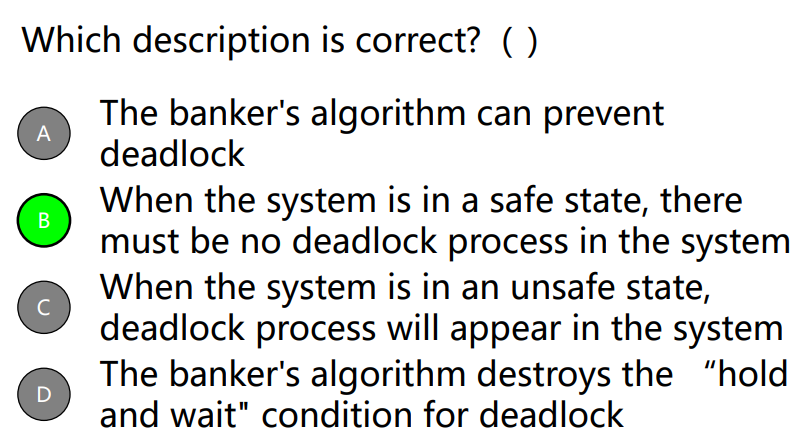 Which description is correct?（ ）
A
The banker's algorithm can prevent
deadlock
B
When the system is in a safe state, there
must be no deadlock process in the system
C
When the system is in an unsafe state,
deadlock process will appear in the system
D
The banker's algorithm destroys the “hold
and wait" condition for deadlock